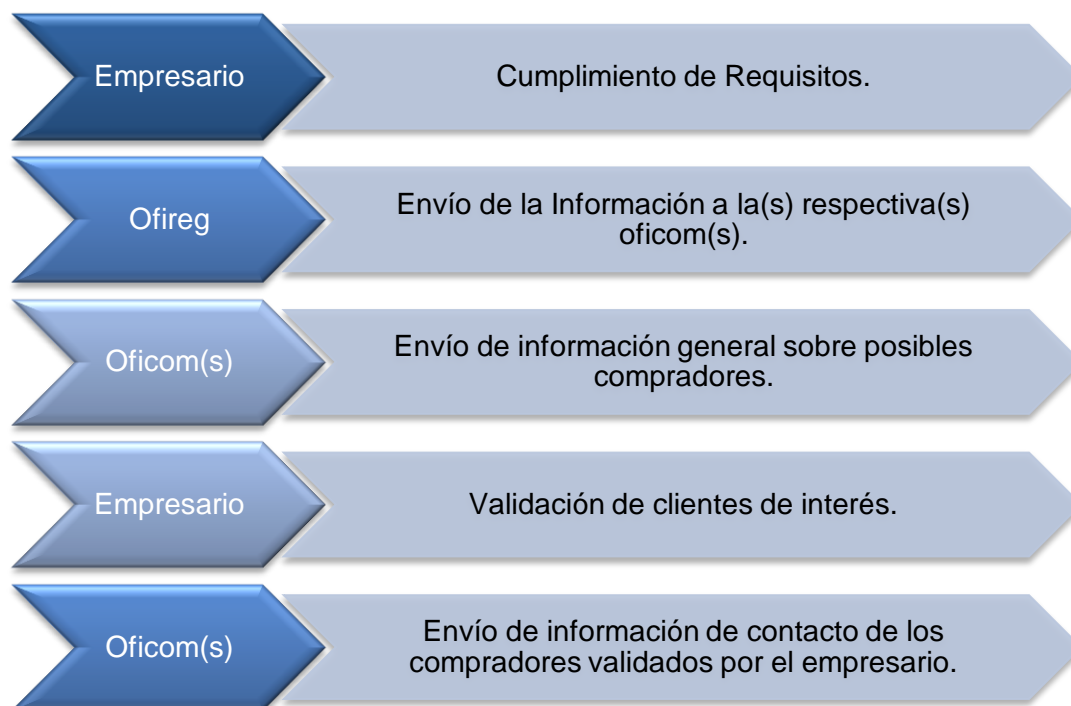 Empresario
Cumplimiento de Requisitos.
Ofireg
Envío de la Información a la(s) respectiva(s)
oficom(s).
Oficom(s)
Envío de información general sobre posibles
compradores.
Empresario
Validación de clientes de interés.
Oficom(s)
Envío de información de contacto de los
compradores validados por el empresario.